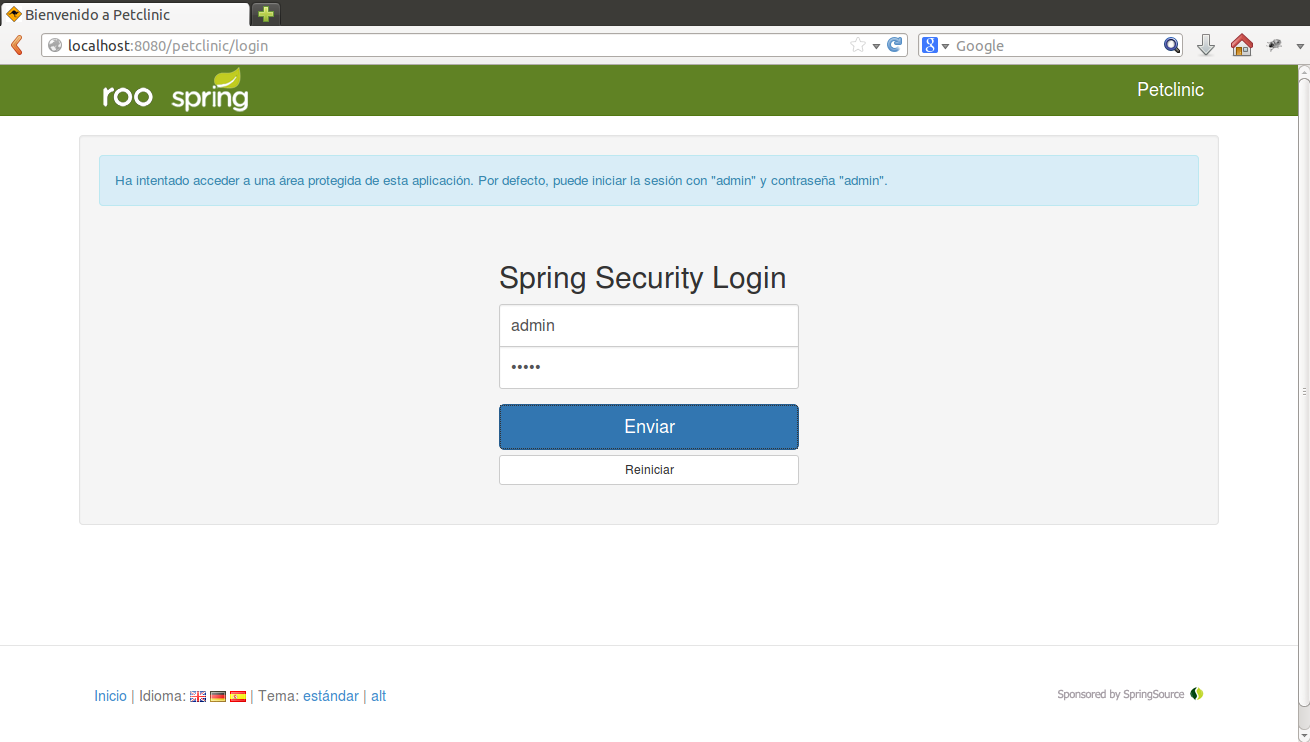 Bienvenido a Petclinic
localhost:8080/petclinic/login
8 Google
roo spring
Petclinic
Ha intentado acceder a una área protegida de esta aplicación. Por defecto, puede iniciar la sesión con "admin" y contraseña "admin".
Spring Security Login
admin
•••••
Enviar
Reiniciar
Inicio | Idioma: | Tema: estándar | alt
Sponsored by SpringSource